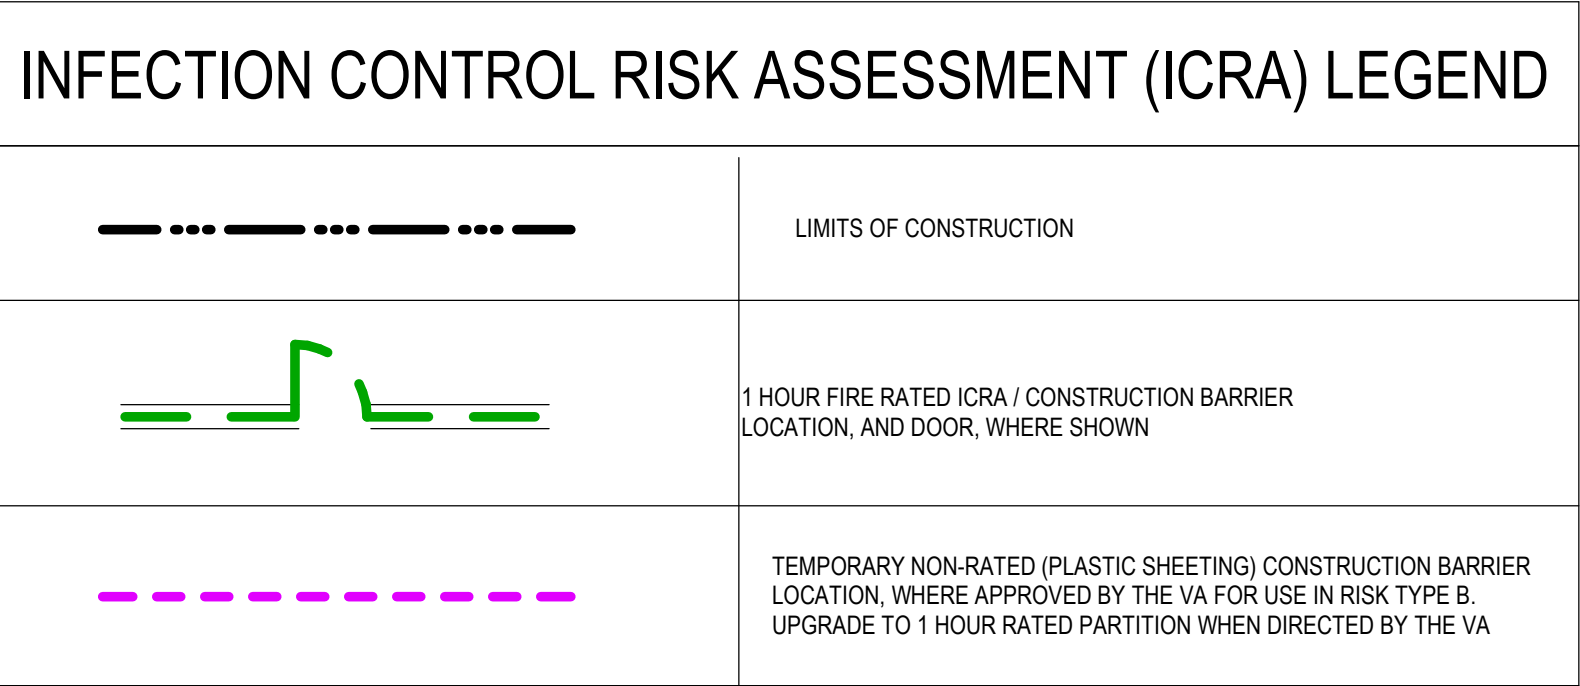 INFECTION CONTROL RISK ASSESSMENT (ICRA) LEGEND
LIMITS OF CONSTRUCTION
1 HOUR FIRE RATED ICRA / CONSTRUCTION BARRIER
LOCATION, AND DOOR, WHERE SHOWN
TEMPORARY NON-RATED (PLASTIC SHEETING) CONSTRUCTION BARRIER
LOCATION, WHERE APPROVED BY THE VA FOR USE IN RISK TYPE B.
UPGRADE TO 1 HOUR RATED PARTITION WHEN DIRECTED BY THE VA